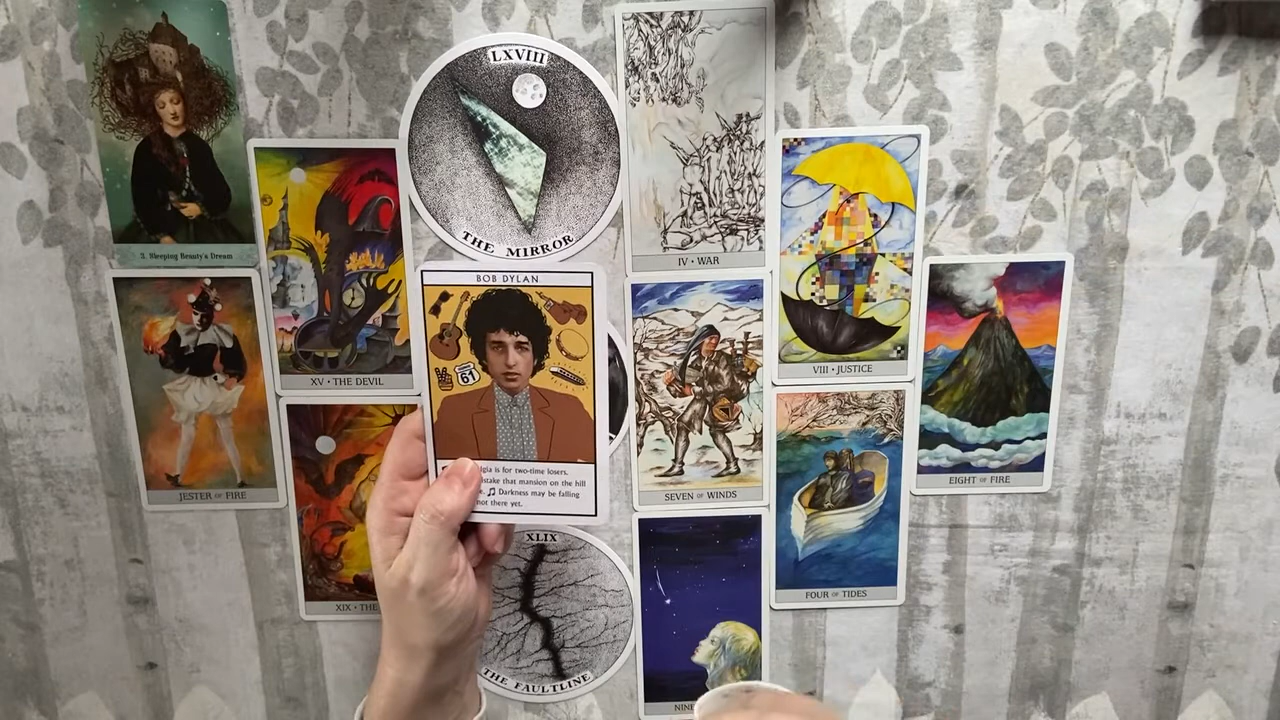 3. Sleeping Beauty's Dream
JESTER OF FIRE
XV • THE DEVIL
XIX • THE
LXVIII
THE MIRROR
BOB DYLAN
61
is for two-time losers.
that mansion on the hill
Darkness may be falling
not there yet.
XLIX
THE FAULTLINE
IV • WAR
SEVEN OF WINDS
VIII • JUSTICE
FOUR OF TIDES
EIGHT OF FIRE